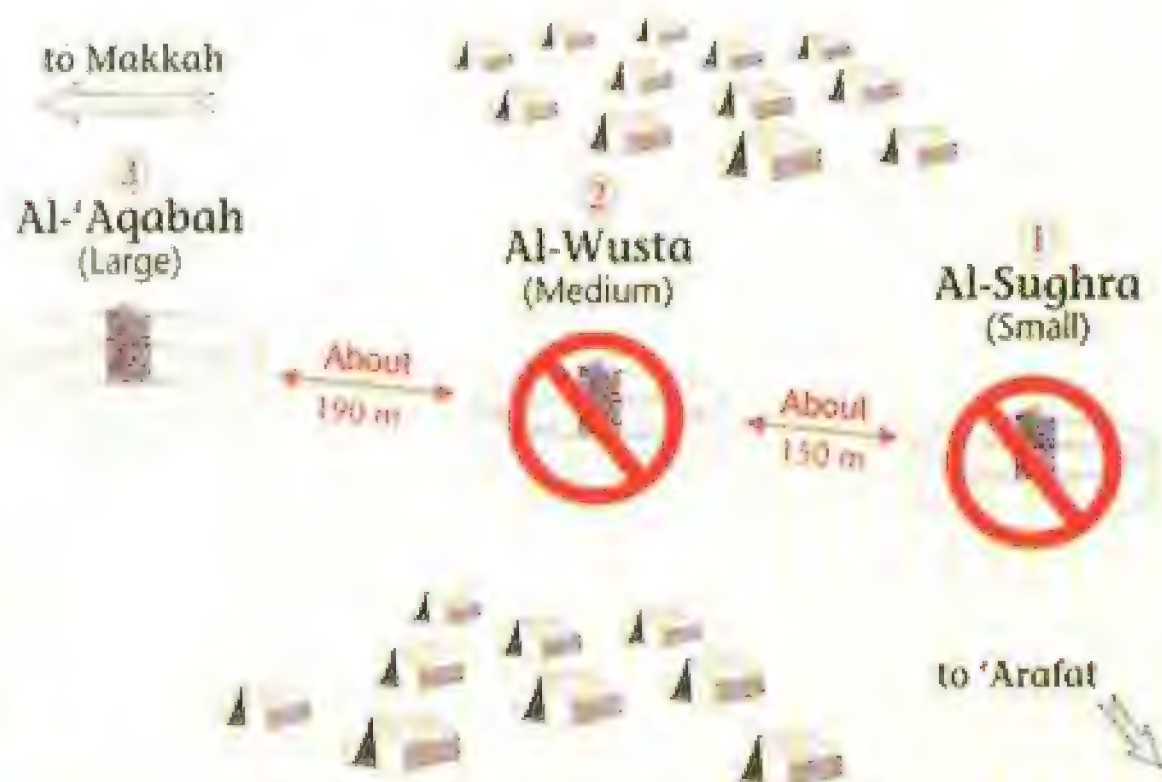 to Makkah
3
Al-‘Aqabah
(Large)
2
Al-Wusta
(Medium)
1
Al-Sughra
(Small)
About
190 m
About
150 m
to ‘Arafat